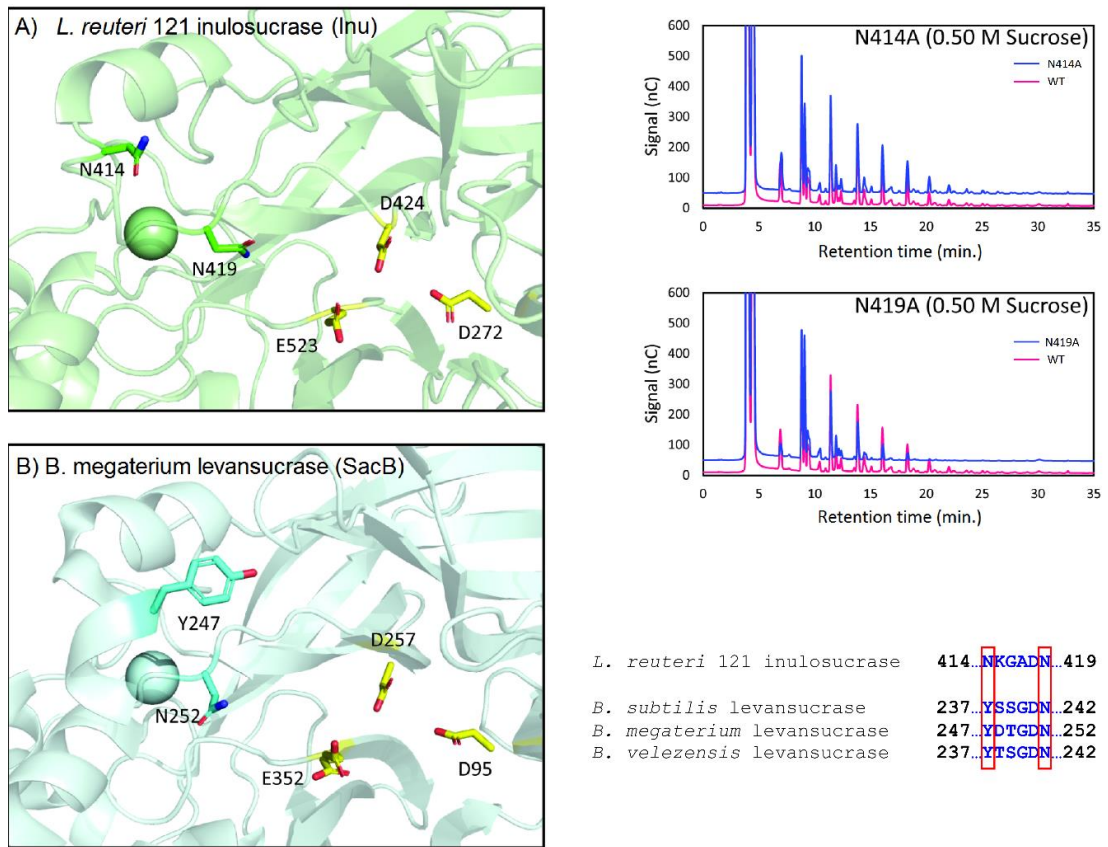 A) L. reuteri 121 inulosucrase (Inu)
N414
D424
N419
E523
D272
B) B. megaterium levansucrase (SacB)
Y247
D257
N252
E352
D95
N414A (0.50 M Sucrose)
N414A
WT
Signal (nC)
600
500
400
300
200
100
0
0 5 10 15 20 25 30 35
Retention time (min.)
N419A (0.50 M Sucrose)
N419A
WT
Signal (nC)
600
500
400
300
200
100
0
0 5 10 15 20 25 30 35
Retention time (min.)
L. reuteri 121 inulosucrase 414…NKGADN…419
B. subtilis levansucrase 237…YSSGDN…242
B. megaterium levansucrase 247…YDTGDN…252
B. velezensis levansucrase 237…YTSGDN…242